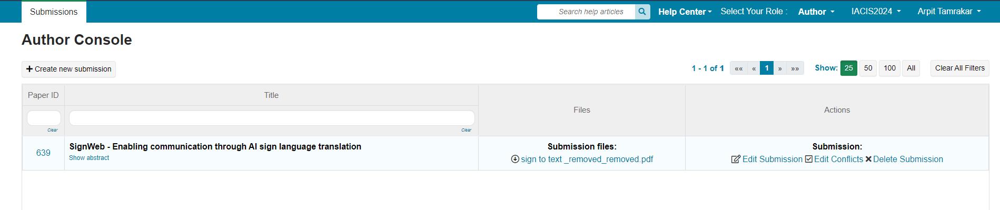 Submissions
Search help articles
Help Center
Select Your Role :
Author
IACIS2024
Arpit Tamrakar
Author Console
Create new submission
1 - 1 of 1
««
«
1
»
»»
Show:
25
50
100
All
Clear All Filters
Paper ID
Title
Files
Actions
Clear
Clear
639
SignWeb - Enabling communication through AI sign language translation
Show abstract
Submission files:
sign to text _removed_removed.pdf
Submission:
Edit Submission Edit Conflicts Delete Submission